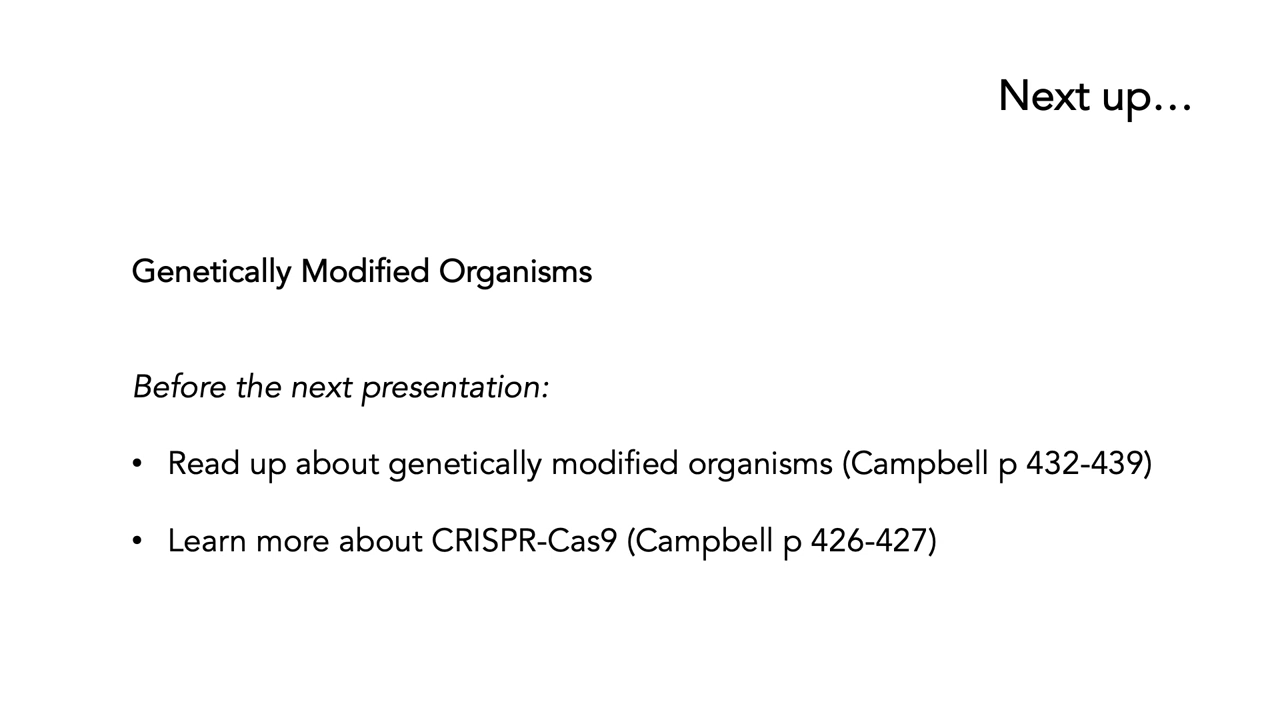 Next up…
Genetically Modified Organisms
Before the next presentation:
• Read up about genetically modified organisms (Campbell p 432-439)
• Learn more about CRISPR-Cas9 (Campbell p 426-427)